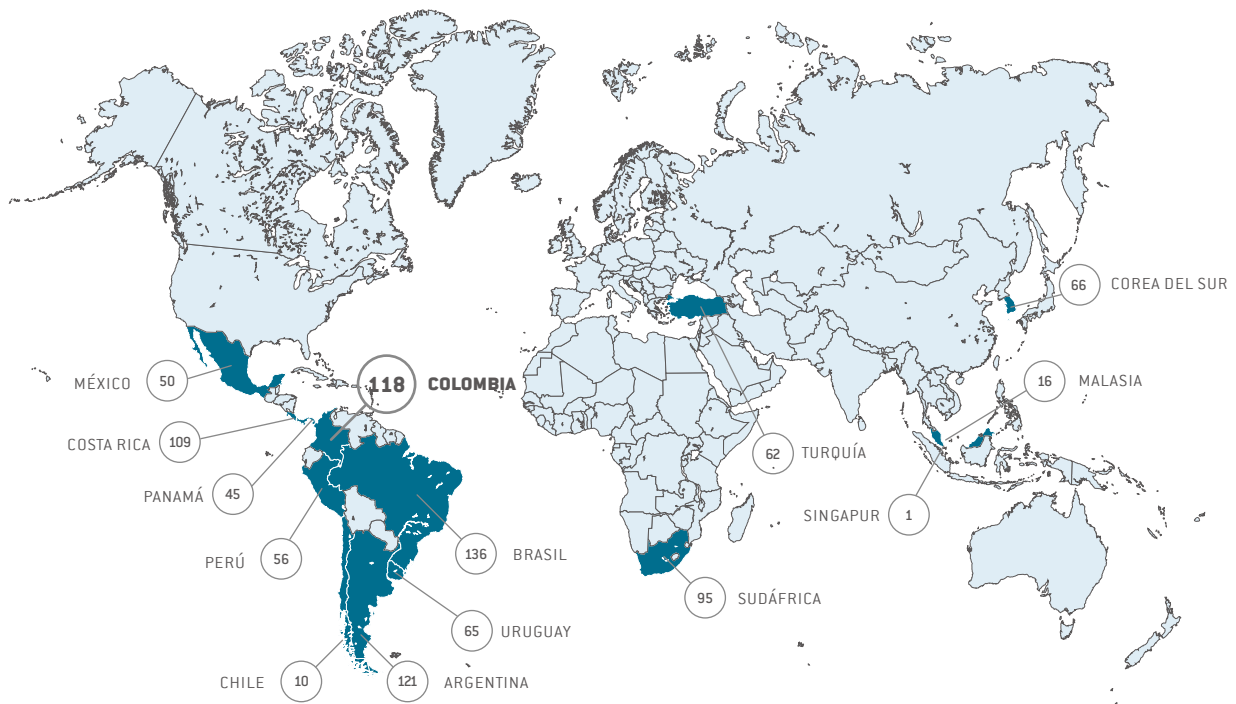 66 COREA DEL SUR
MÉXICO 50
118 COLOMBIA
16 MALASIA
COSTA RICA 109
62 TURQUÍA
PANAMÁ 45
SINGAPUR 1
PERÚ 56
136 BRASIL
95 SUDÁFRICA
65 URUGUAY
CHILE 10
121 ARGENTINA